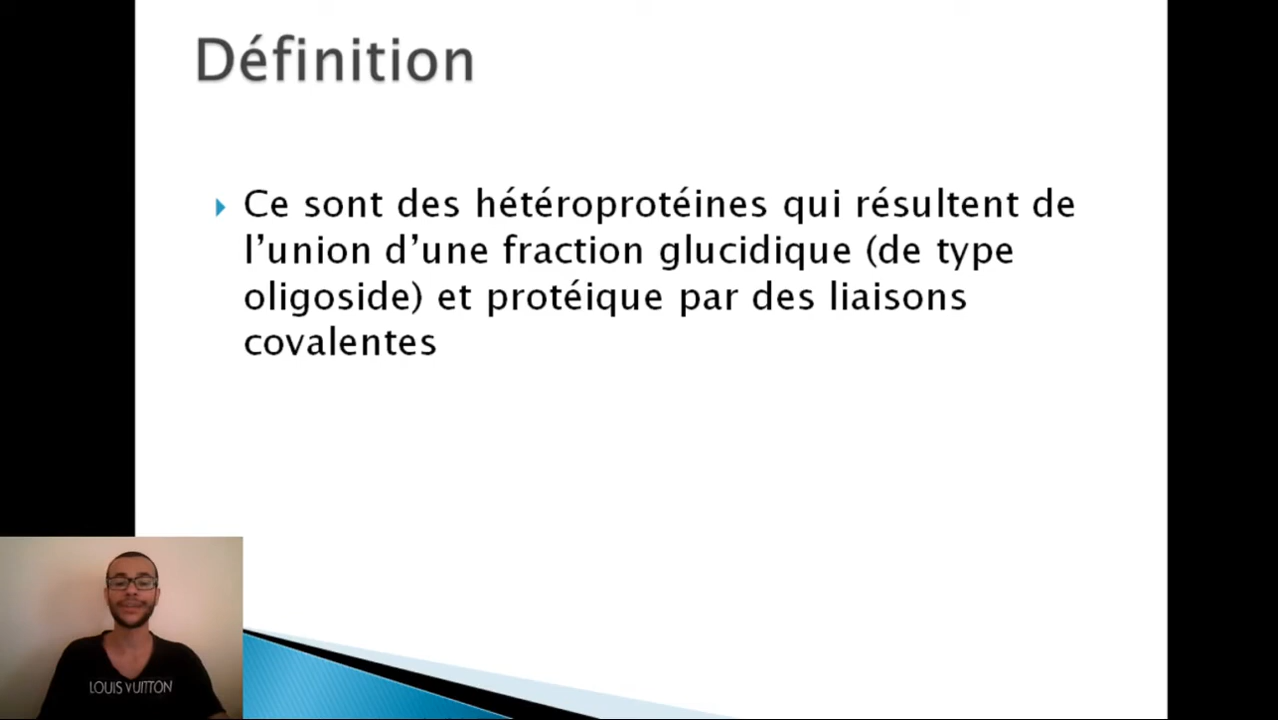 Définition
Ce sont des hétéroprotéines qui résultent de
l’union d’une fraction glucidique (de type
oligoside) et protéique par des liaisons
covalentes
LOUIS VUITTON